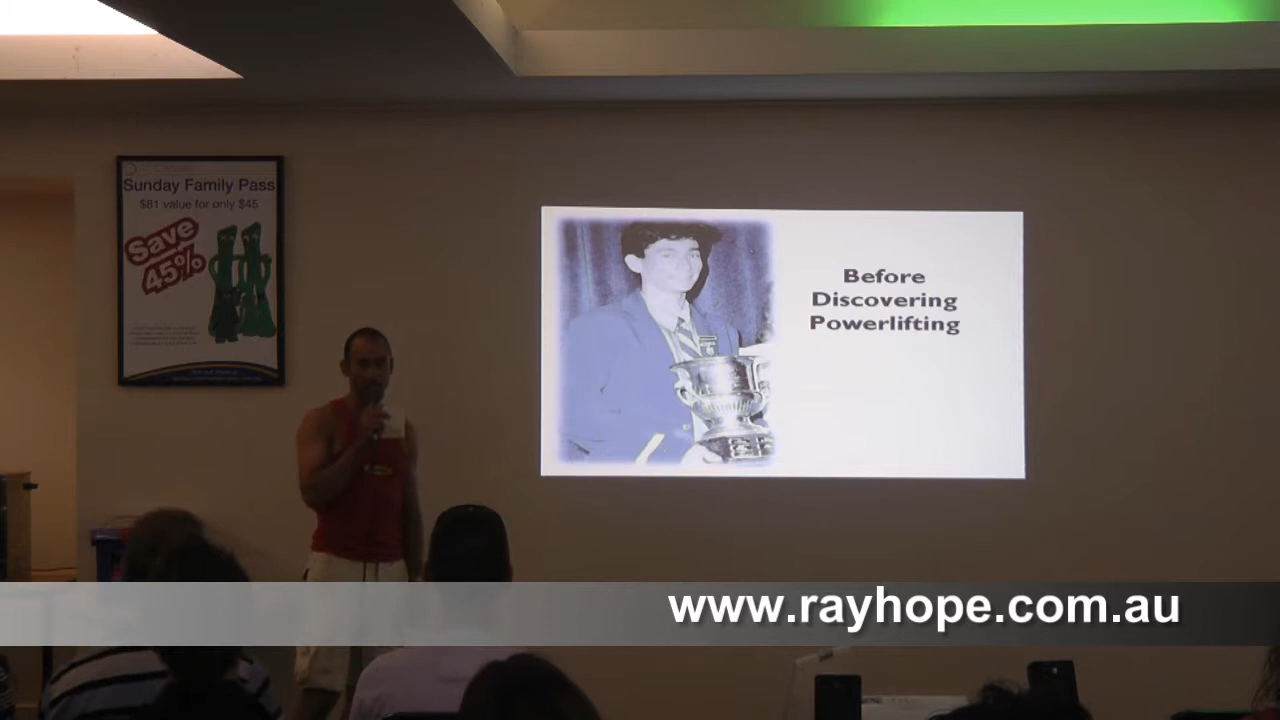 Sunday Family Pass
$81 value for only $45
Save
45%
Before
Discovering
Powerlifting
www.rayhope.com.au